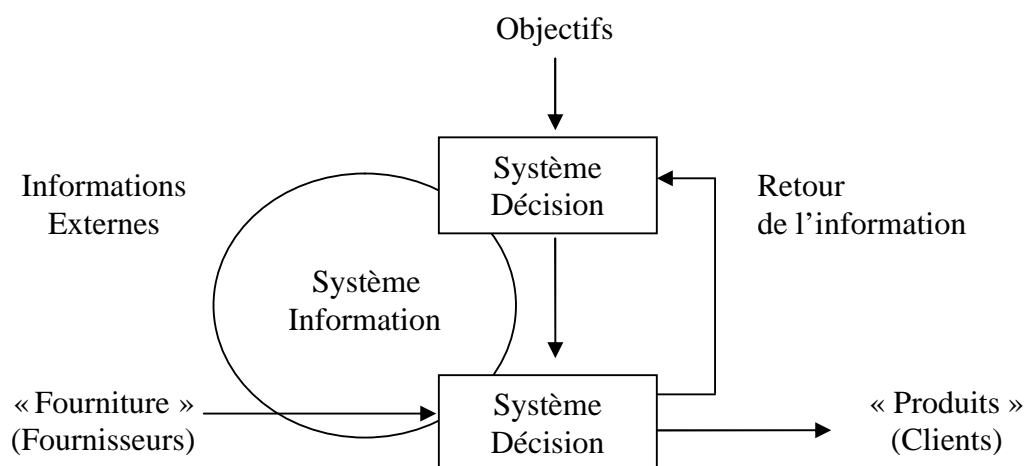 Objectifs
Système
Décision
Informations
Externes
Retour
de l’information
Système
Information
« Fourniture »
(Fournisseurs)
Système
Décision
« Produits »
(Clients)